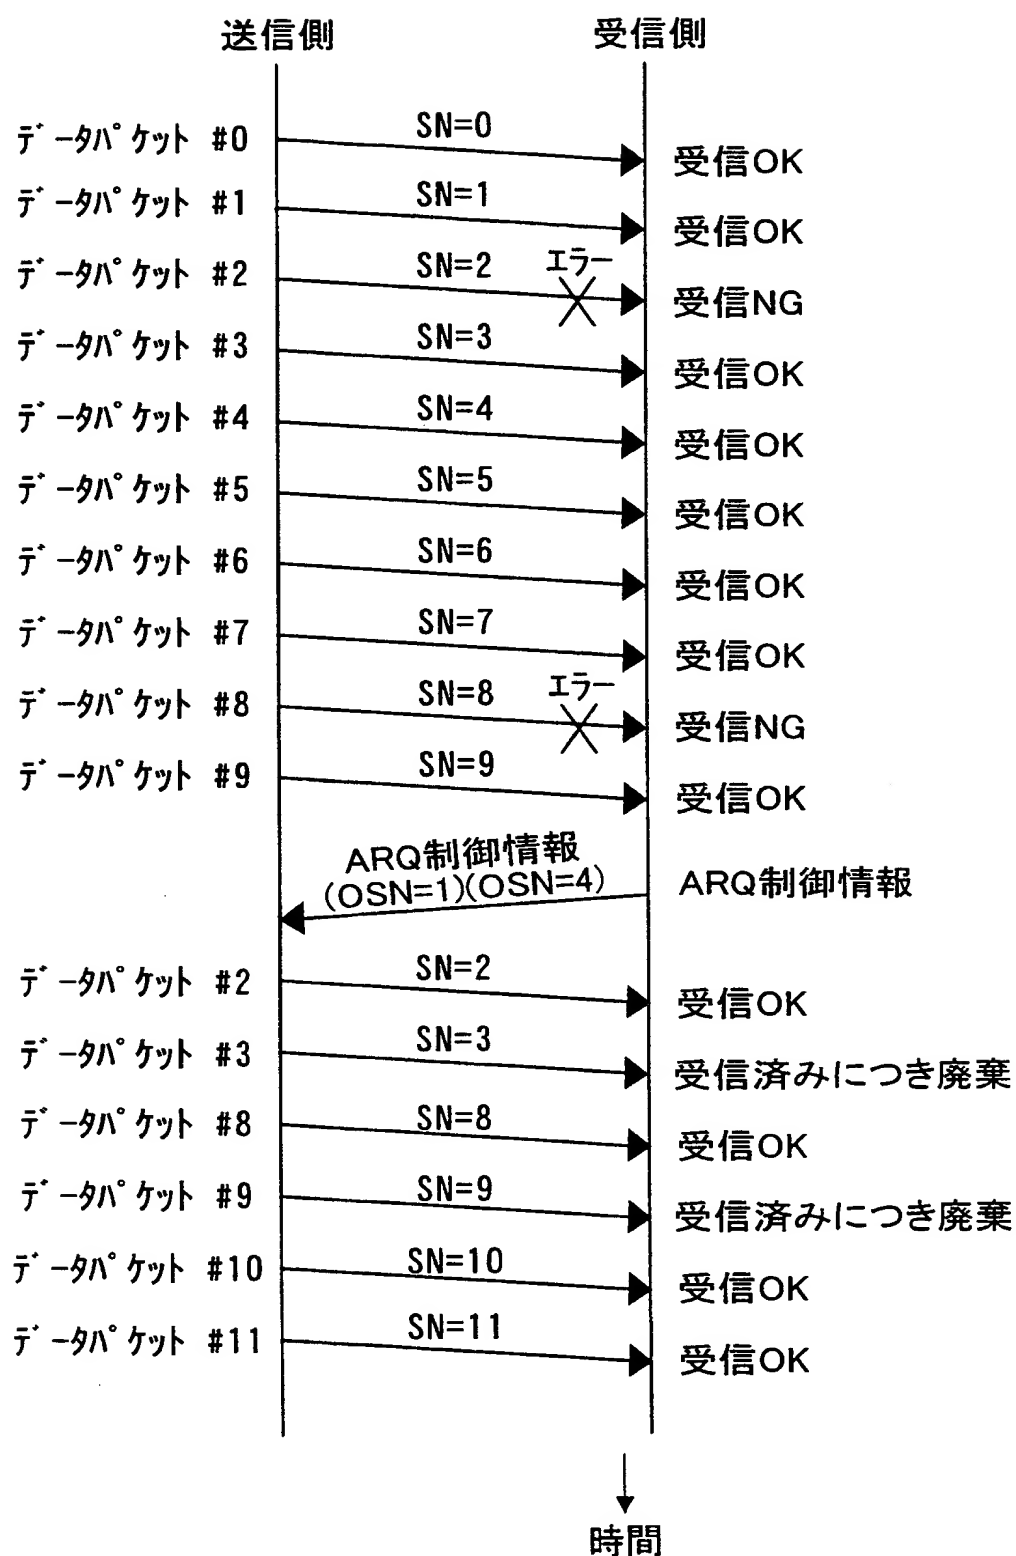 送信側 受信側
データパケット #0 SN=0 受信OK
データパケット #1 SN=1 受信OK
データパケット #2 SN=2 エラー 受信NG
データパケット #3 SN=3 受信OK
データパケット #4 SN=4 受信OK
データパケット #5 SN=5 受信OK
データパケット #6 SN=6 受信OK
データパケット #7 SN=7 受信OK
データパケット #8 SN=8 エラー 受信NG
データパケット #9 SN=9 受信OK
ARQ制御情報
(OSN=1)(OSN=4) ARQ制御情報
データパケット #2 SN=2 受信OK
データパケット #3 SN=3 受信済みにつき廃棄
データパケット #8 SN=8 受信OK
データパケット #9 SN=9 受信済みにつき廃棄
データパケット #10 SN=10 受信OK
データパケット #11 SN=11 受信OK
時間